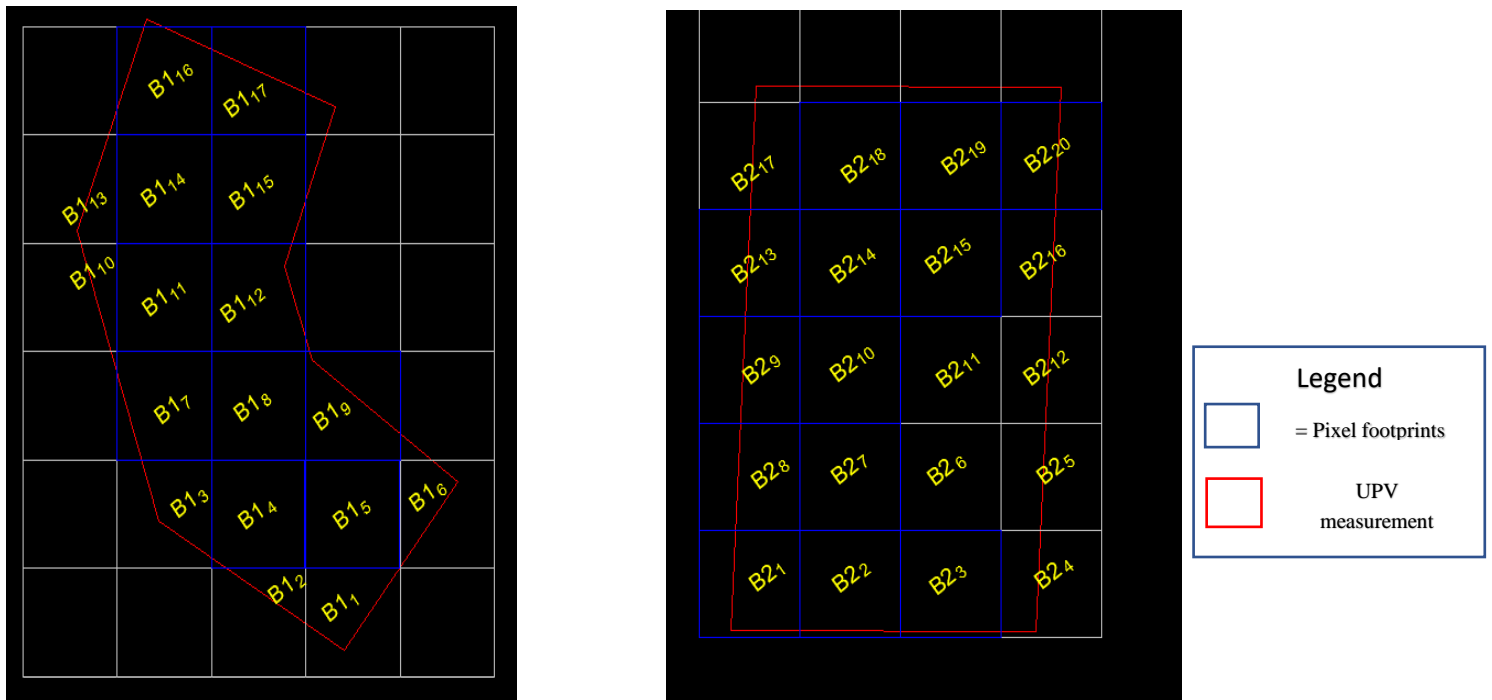 B1₁₆
B1₁₇
B1₁₄
B1₁₅
B1₁₃
B1₁₀
B1₁₁
B1₁₂
B1₇
B1₈
B1₉
B1₃
B1₄
B1₅
B1₆
B1₂
B1₁
B2₁₇
B2₁₈
B2₁₉
B2₂₀
B2₁₃
B2₁₄
B2₁₅
B2₁₆
B2₉
B2₁₀
B2₁₁
B2₁₂
B2₈
B2₇
B2₆
B2₅
B2₁
B2₂
B2₃
B2₄
Legend
= Pixel footprints
UPV
measurement